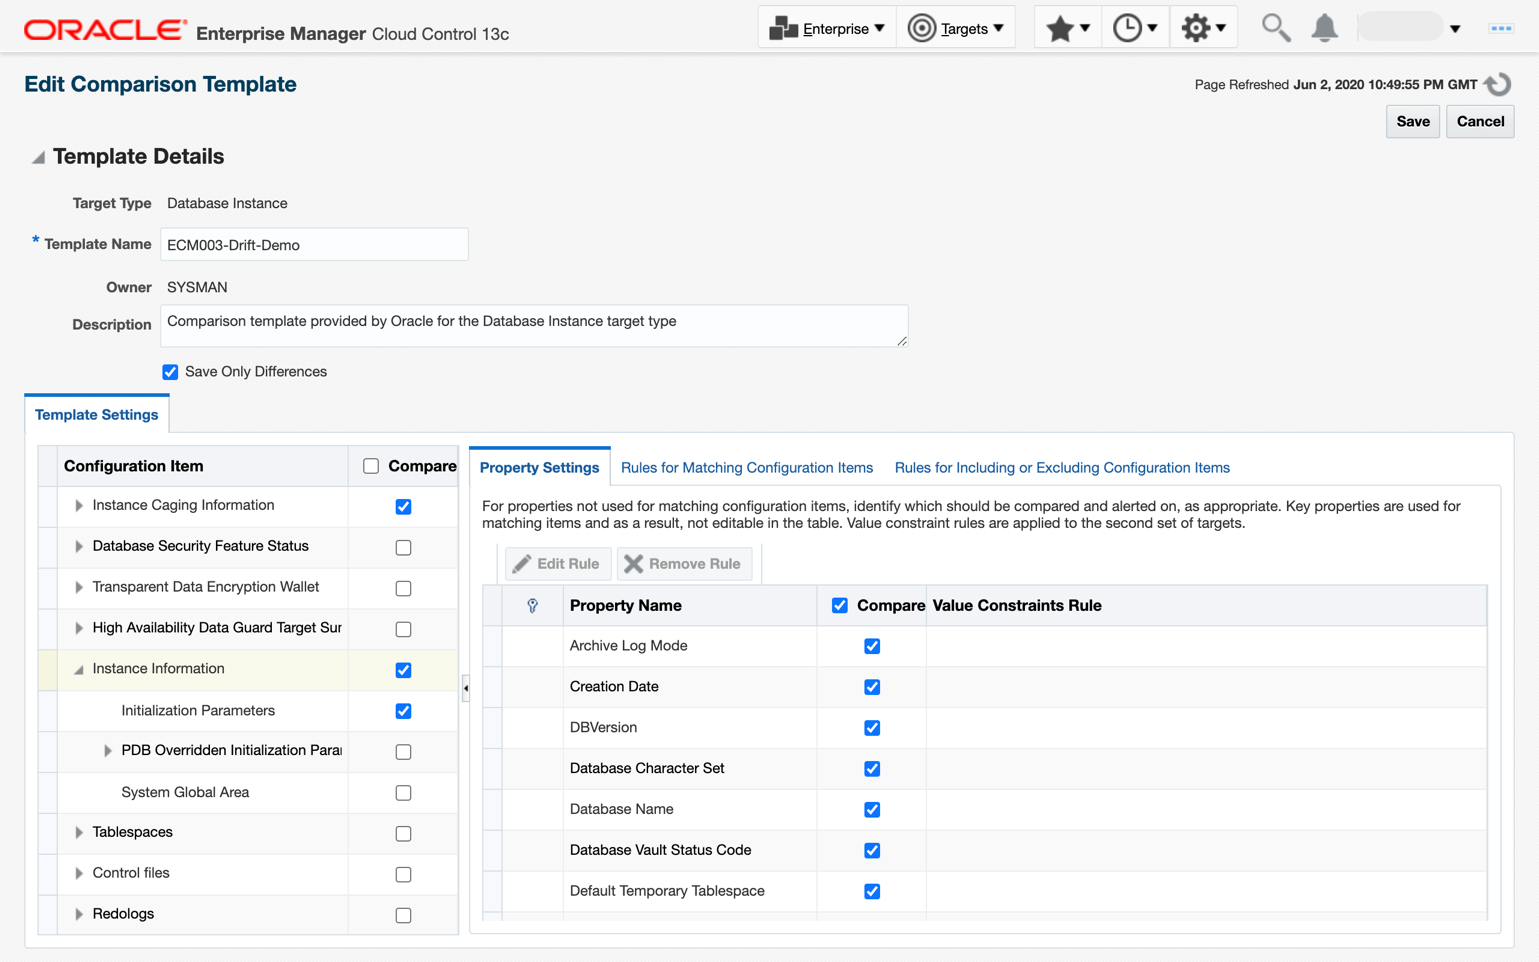 ORACLE Enterprise Manager Cloud Control 13c
Enterprise
Targets
Edit Comparison Template
Page Refreshed Jun 2, 2020 10:49:55 PM GMT
Save
Cancel
Template Details
Target Type Database Instance
* Template Name ECM003-Drift-Demo
Owner SYSMAN
Description Comparison template provided by Oracle for the Database Instance target type
Save Only Differences
Template Settings
Configuration Item Compare
Instance Caging Information
Database Security Feature Status
Transparent Data Encryption Wallet
High Availability Data Guard Target Sur
Instance Information
Initialization Parameters
PDB Overridden Initialization Para
System Global Area
Tablespaces
Control files
Redologs
Property Settings Rules for Matching Configuration Items Rules for Including or Excluding Configuration Items
For properties not used for matching configuration items, identify which should be compared and alerted on, as appropriate. Key properties are used for
matching items and as a result, not editable in the table. Value constraint rules are applied to the second set of targets.
Edit Rule Remove Rule
Property Name Compare Value Constraints Rule
Archive Log Mode
Creation Date
DBVersion
Database Character Set
Database Name
Database Vault Status Code
Default Temporary Tablespace